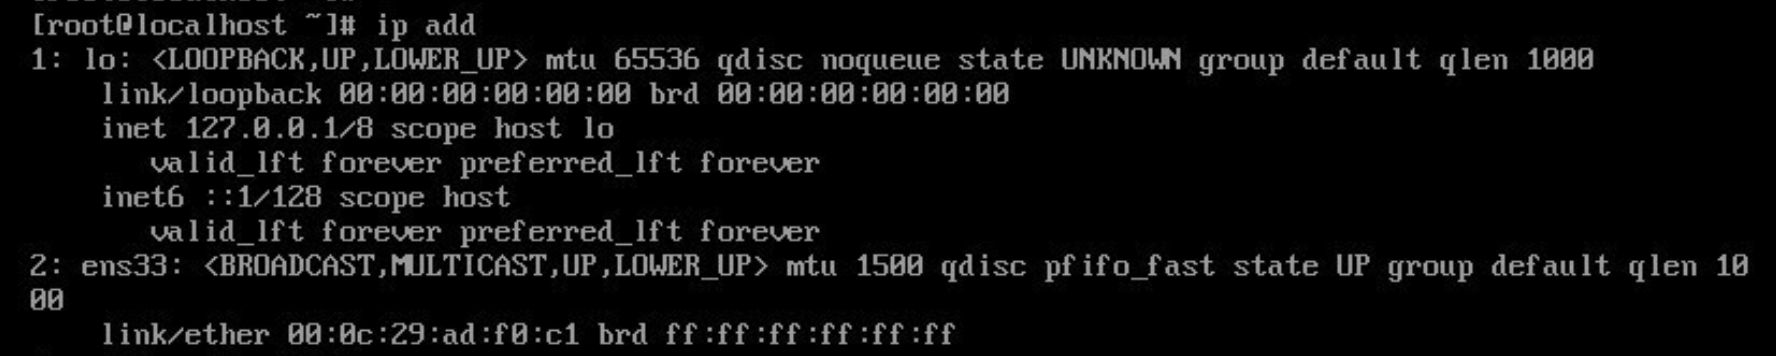 [root@localhost ~]# ip add
1: lo: <LOOPBACK,UP,LOWER_UP> mtu 65536 qdisc noqueue state UNKNOWN group default qlen 1000
link/loopback 00:00:00:00:00:00 brd 00:00:00:00:00:00
inet 127.0.0.1/8 scope host lo
valid_lft forever preferred_lft forever
inet6 ::1/128 scope host
valid_lft forever preferred_lft forever
2: ens33: <BROADCAST,MULTICAST,UP,LOWER_UP> mtu 1500 qdisc pfifo_fast state UP group default qlen 10
00
link/ether 00:0c:29:ad:f0:c1 brd ff:ff:ff:ff:ff:ff